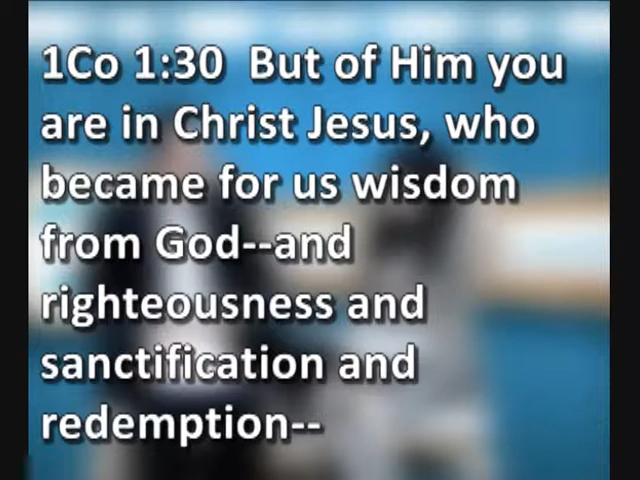 1Co 1:30  But of Him you
are in Christ Jesus, who
became for us wisdom
from God--and
righteousness and
sanctification and
redemption--